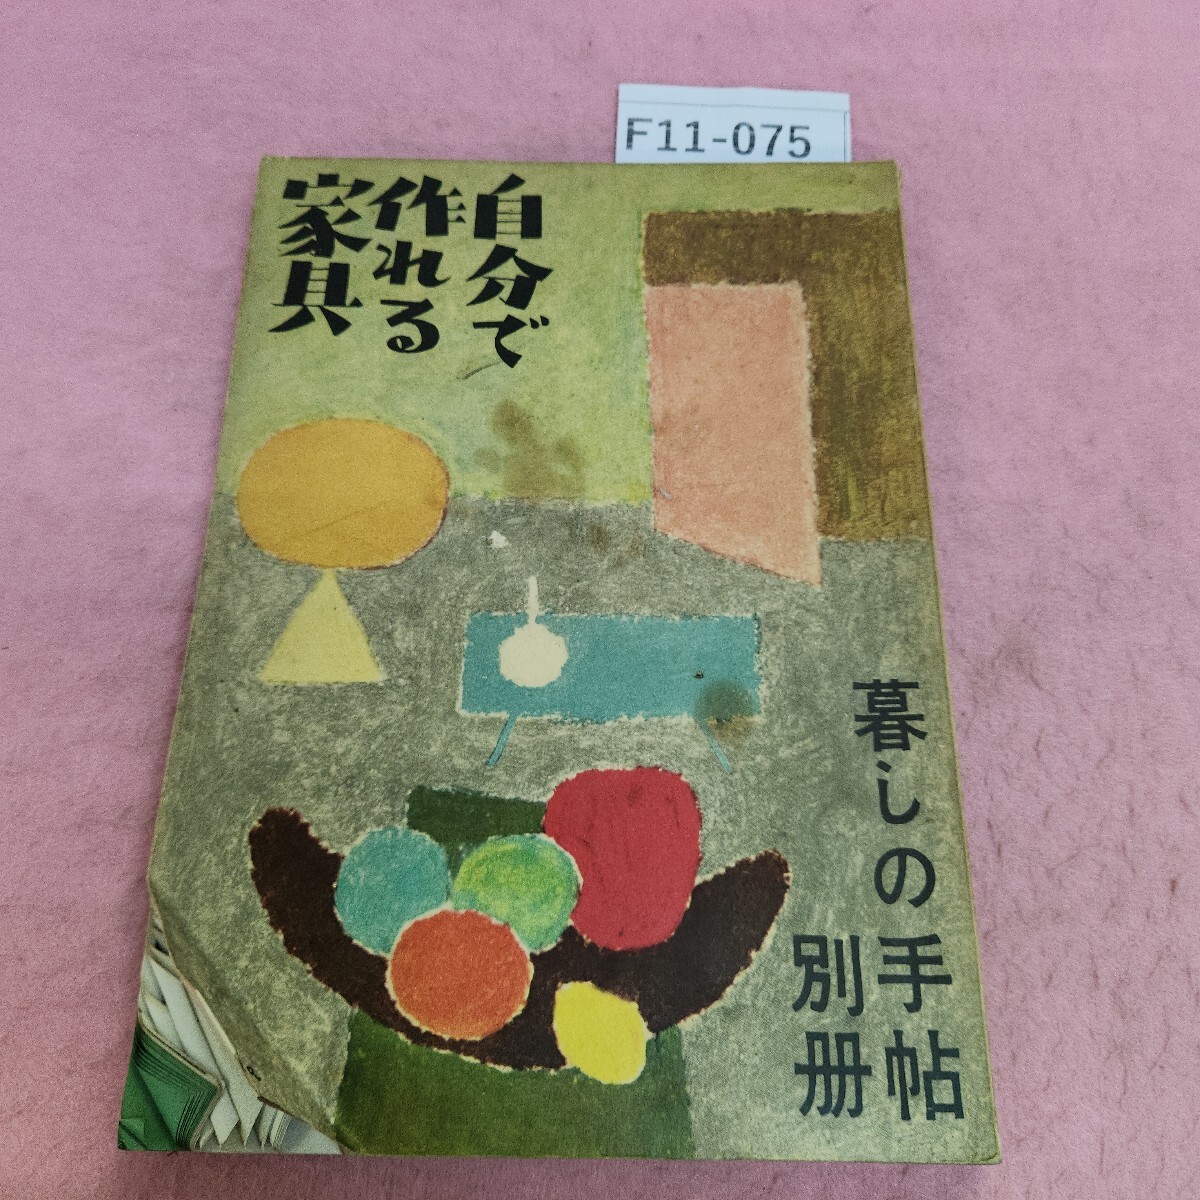 F11-075
自分で
作れる
家具
暮しの手帖
別冊